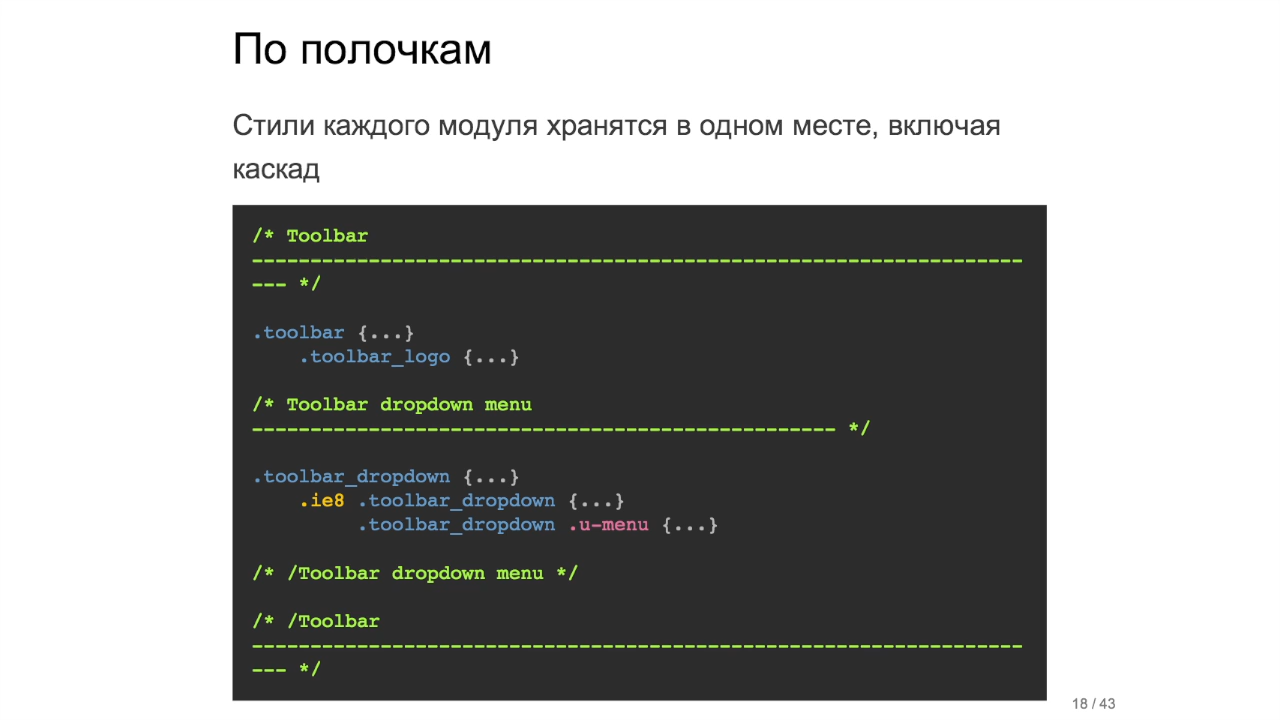 По полочкам
Стили каждого модуля хранятся в одном месте, включая
каскад
/* Toolbar
------------------------------------------------------------------
--- */
.toolbar {...}
.toolbar_logo {...}
/* Toolbar dropdown menu
-------------------------------------------------- */
.toolbar_dropdown {...}
.ie8 .toolbar_dropdown {...}
.toolbar_dropdown .u-menu {...}
/* /Toolbar dropdown menu */
/* /Toolbar
------------------------------------------------------------------
--- */
18 / 43